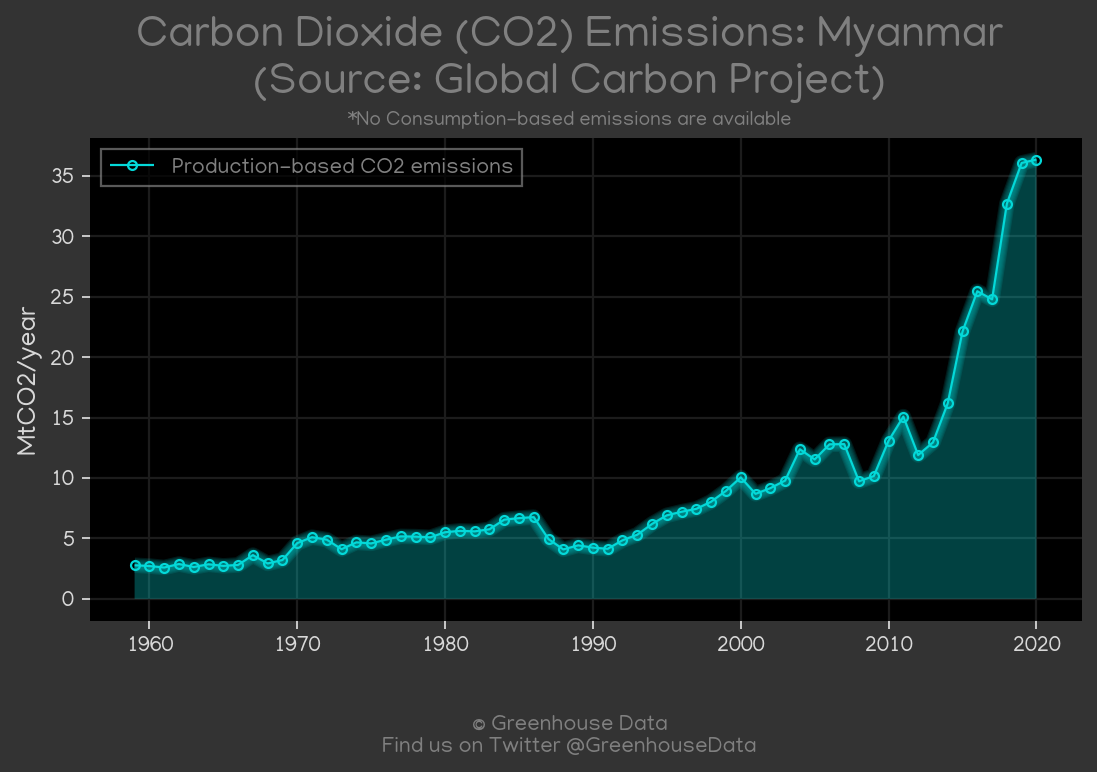 Carbon Dioxide (CO2) Emissions: Myanmar
(Source: Global Carbon Project)
*No Consumption-based emissions are available
Production-based CO2 emissions
MtCO2/year
35
30
25
20
15
10
5
0
1960 1970 1980 1990 2000 2010 2020
© Greenhouse Data
Find us on Twitter @GreenhouseData